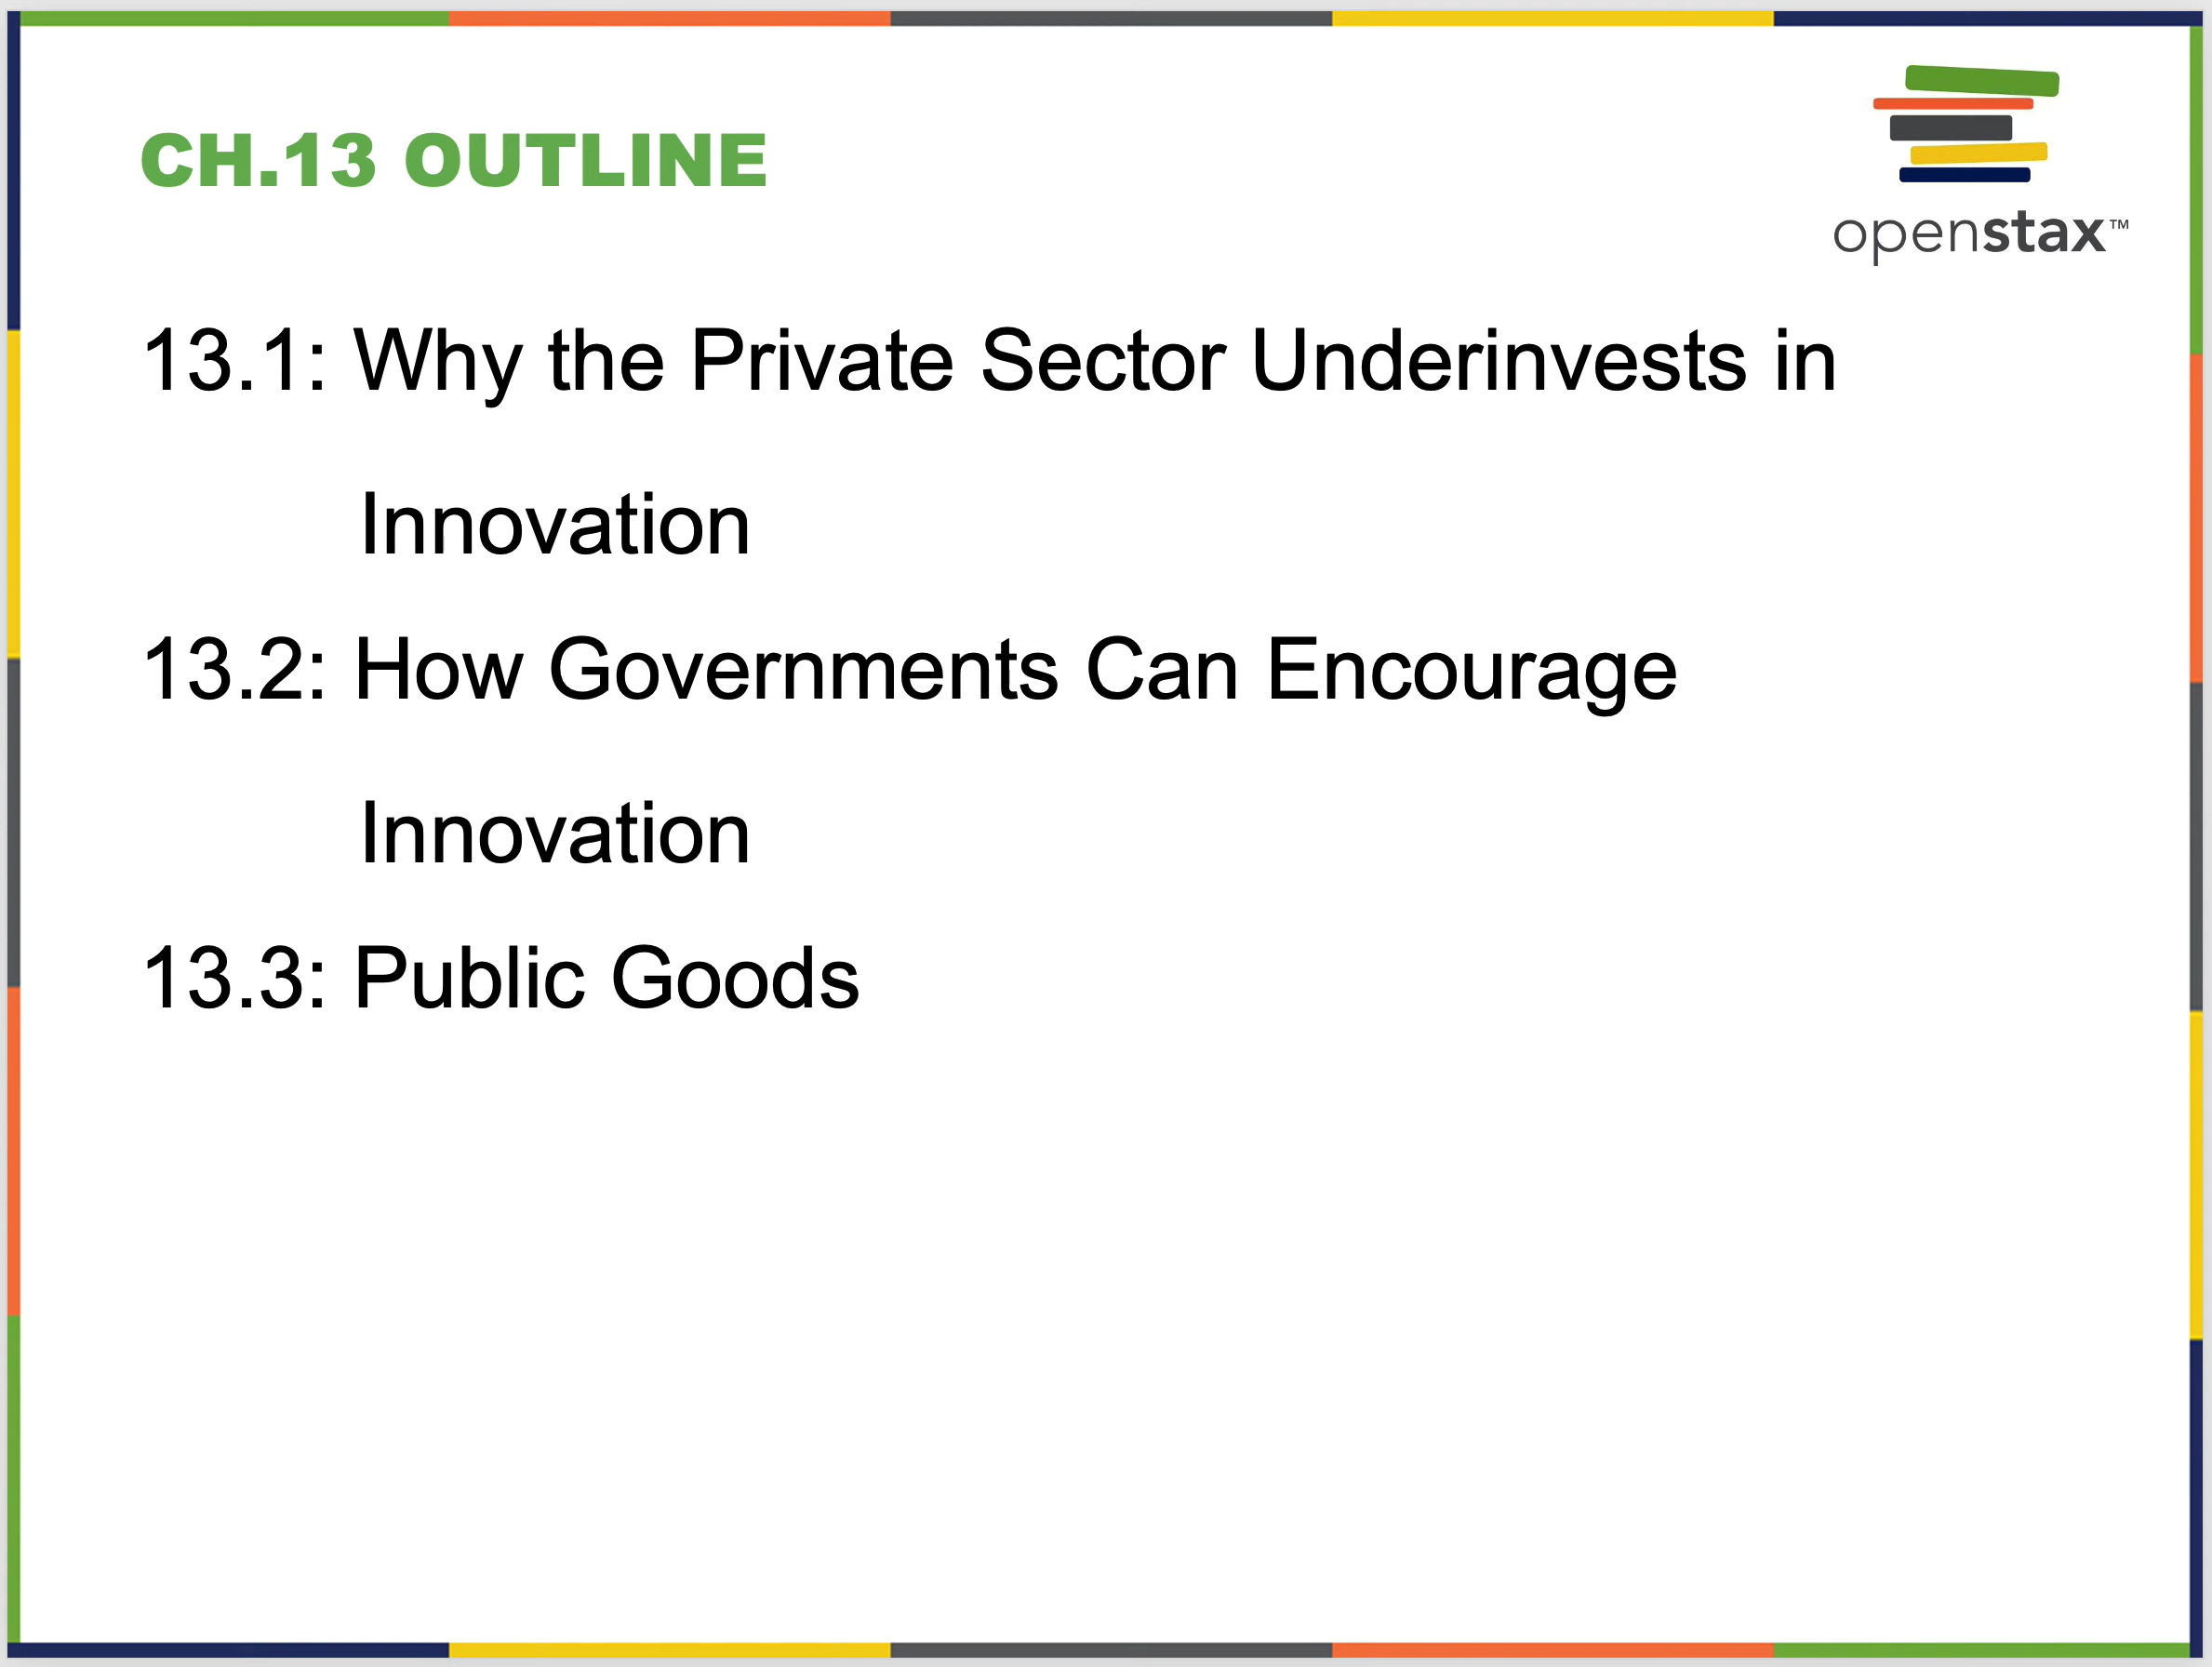 CH.13 OUTLINE
openstax™
13.1: Why the Private Sector Underinvests in
Innovation
13.2: How Governments Can Encourage
Innovation
13.3: Public Goods